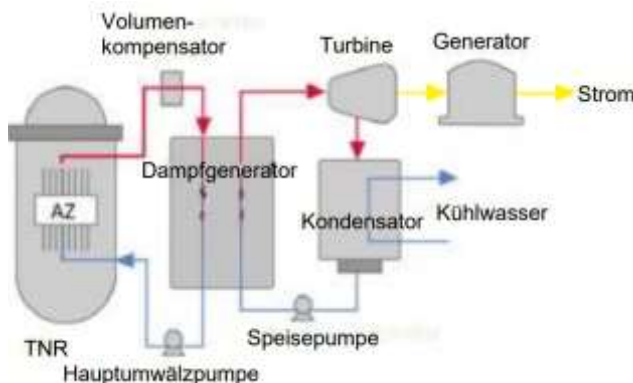 Volumen-
kompensator
Turbine
Generator
Strom
Dampfgenerator
AZ
Kondensator
Kühlwasser
Speisepumpe
TNR
Hauptumwälzpumpe